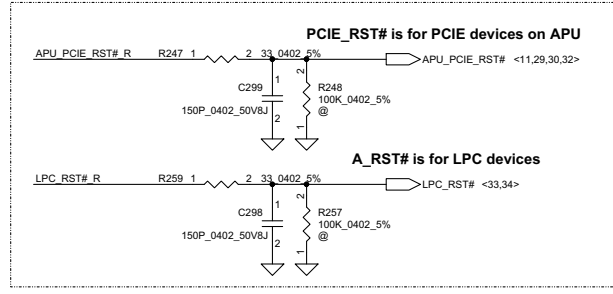 PCIE_RST# is for PCIE devices on APU
APU_PCIE_RST#_R R247 1 2 33_0402_5% APU_PCIE_RST# <11,29,30,32>
1 2
C299 R248
150P_0402_50V8J 100K_0402_5%
2 1 @
A_RST# is for LPC devices
LPC_RST#_R R259 1 2 33_0402_5% LPC_RST# <33,34>
1 2
C298 R257
150P_0402_50V8J 100K_0402_5%
2 1 @